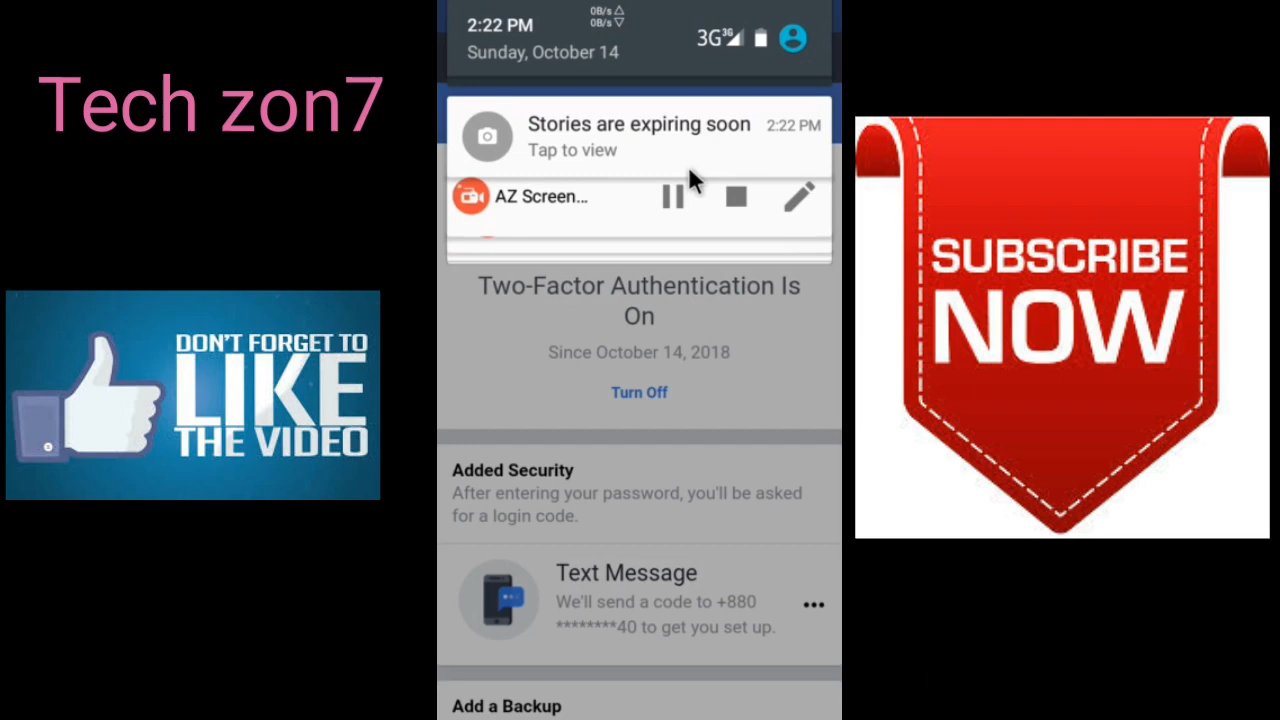 Tech zon7
DON'T FORGET TO
LIKE
THE VIDEO
2:22 PM
0B/s △
0B/s ▽
3G 3G
Sunday, October 14
Stories are expiring soon
2:22 PM
Tap to view
AZ Screen...
Two-Factor Authentication Is
On
Since October 14, 2018
Turn Off
Added Security
After entering your password, you'll be asked
for a login code.
Text Message
We'll send a code to +880
********40 to get you set up.
Add a Backup
SUBSCRIBE
NOW